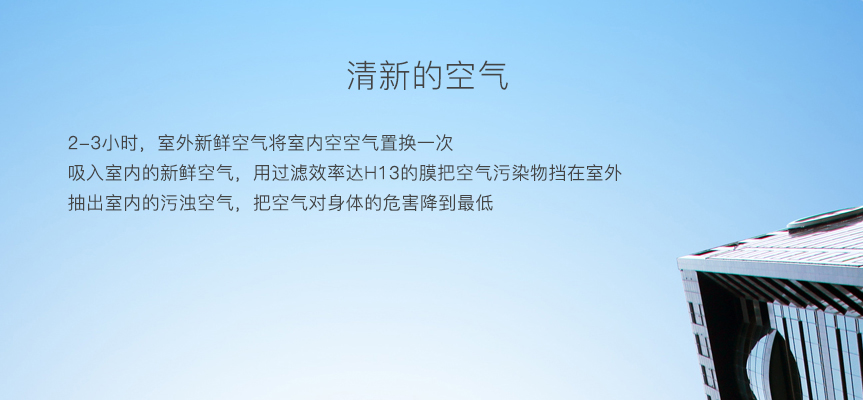 清新的空气
2-3小时，室外新鲜空气将室内空空气置换一次
吸入室内的新鲜空气，用过滤效率达H13的膜把空气污染物挡在室外
抽出室内的污浊空气，把空气对身体的危害降到最低